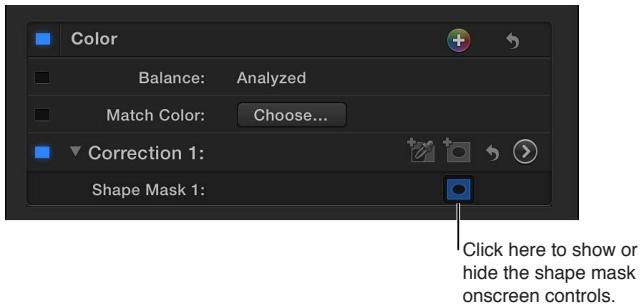 Color
Balance: Analyzed
Match Color: Choose...
Correction 1:
Shape Mask 1:
Click here to show or
hide the shape mask
onscreen controls.